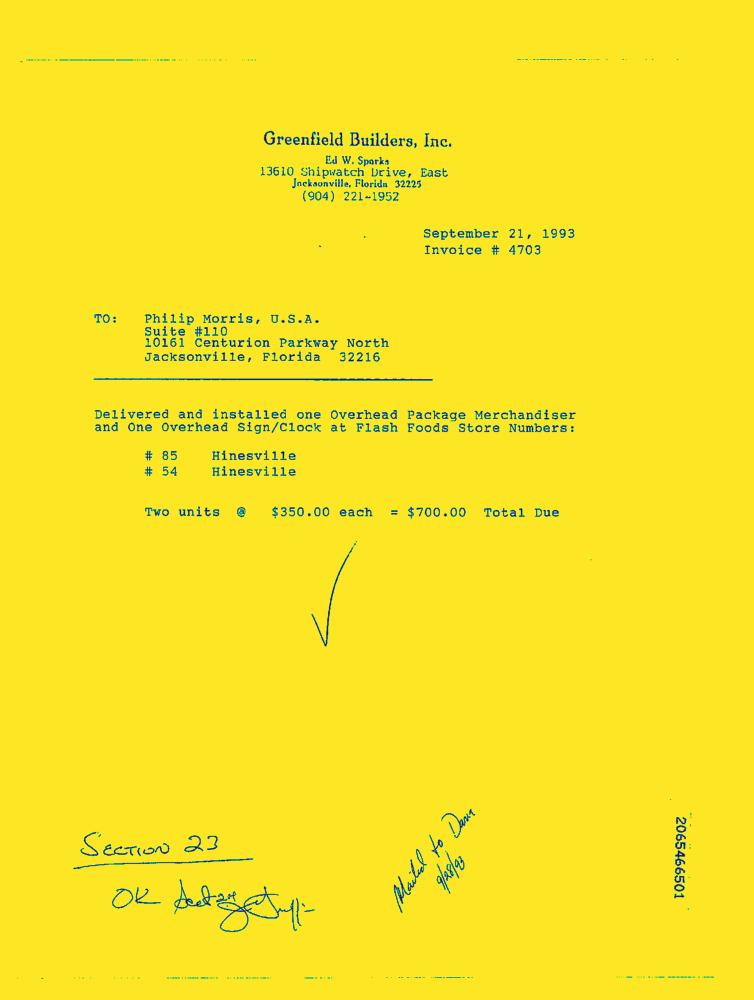 Greenfield Builders, Inc.
Ed W. Sparks
13610 Shipwatch Drive, East
Jacksonville, Florida 32225
(904) 221-1952
September 21, 1993
Invoice # 4703
TO: Philip Morris, U.S.A.
Suite #110
10161 Centurion Parkway North
Jacksonville, Florida 32216
Delivered and installed one Overhead Package Merchandiser
and One Overhead Sign/Clock at Flash Foods Store Numbers:
# 85 Hinesville
# 54 Hinesville
Two units @ $350.00 each = $700.00 Total Due
SECTION 23
OK
Mailed to
9/28/93
2065466501